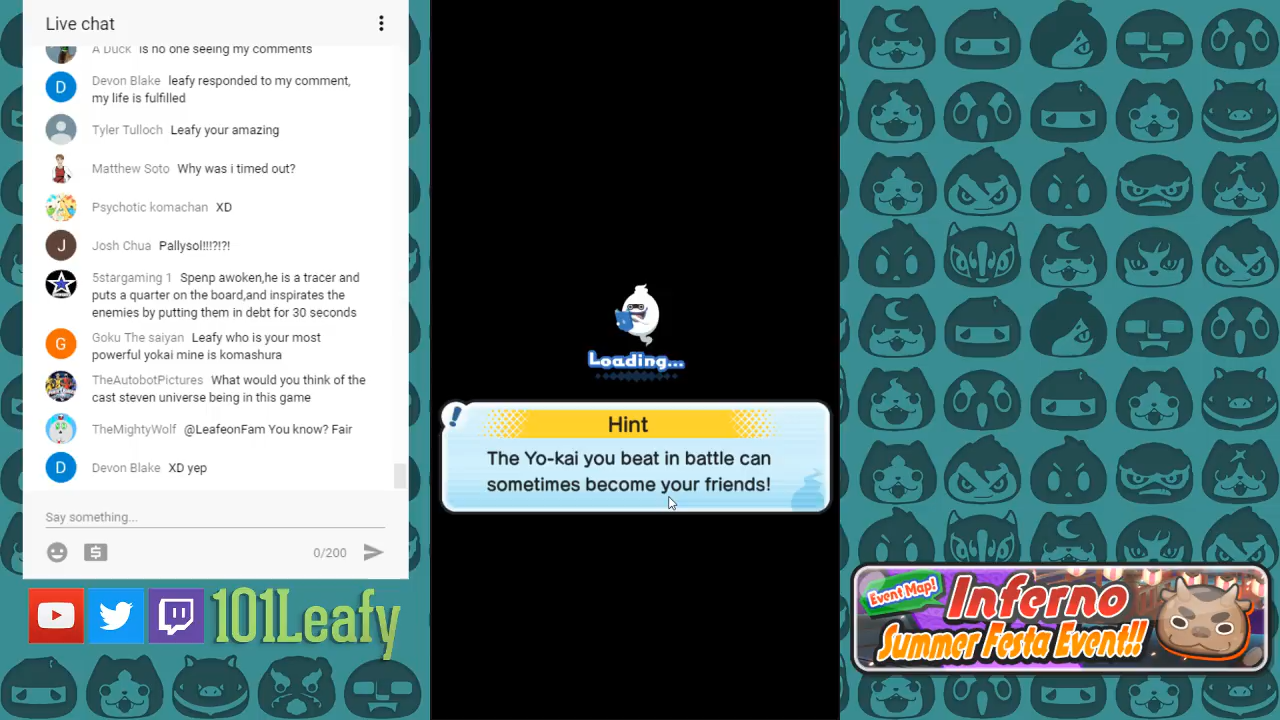 Live chat
A Duck is no one seeing my comments
D
Devon Blake leafy responded to my comment,
my life is fulfilled
Tyler Tulloch Leafy your amazing
Matthew Soto Why was i timed out?
Psychotic komachan XD
J
Josh Chua Pallysol!!!?!?!
5stargaming 1 Spenp awoken,he is a tracer and
puts a quarter on the board,and inspirates the
enemies by putting them in debt for 30 seconds
G
Goku The saiyan Leafy who is your most
powerful yokai mine is komashura
TheAutobotPictures What would you think of the
cast steven universe being in this game
TheMightyWolf @LeafeonFam You know? Fair
D
Devon Blake XD yep
Say something...
0/200
101Leafy
Loading...
Hint
The Yo-kai you beat in battle can
sometimes become your friends!
Event Map!
Inferno
Summer Festa Event!!